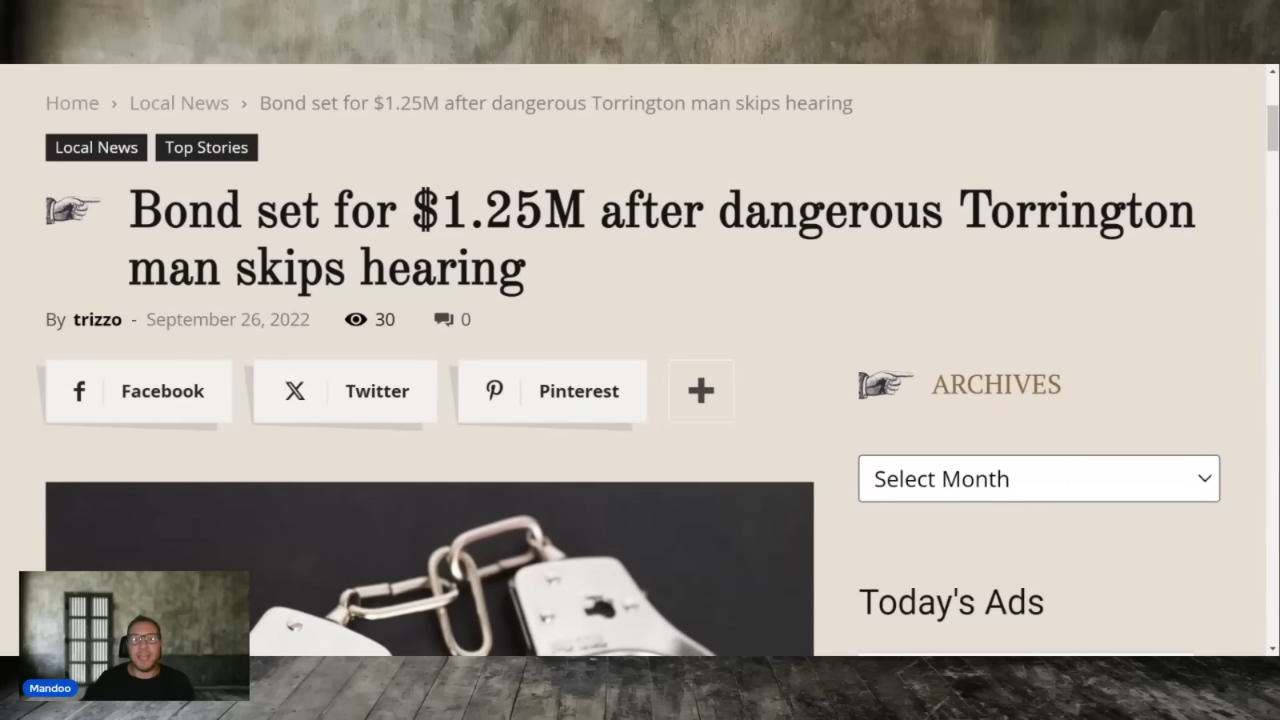 Home › Local News › Bond set for $1.25M after dangerous Torrington man skips hearing
Local News Top Stories
Bond set for $1.25M after dangerous Torrington
man skips hearing
By trizzo - September 26, 2022 30 0
Facebook Twitter Pinterest
ARCHIVES
Select Month
Today's Ads
Mandoo